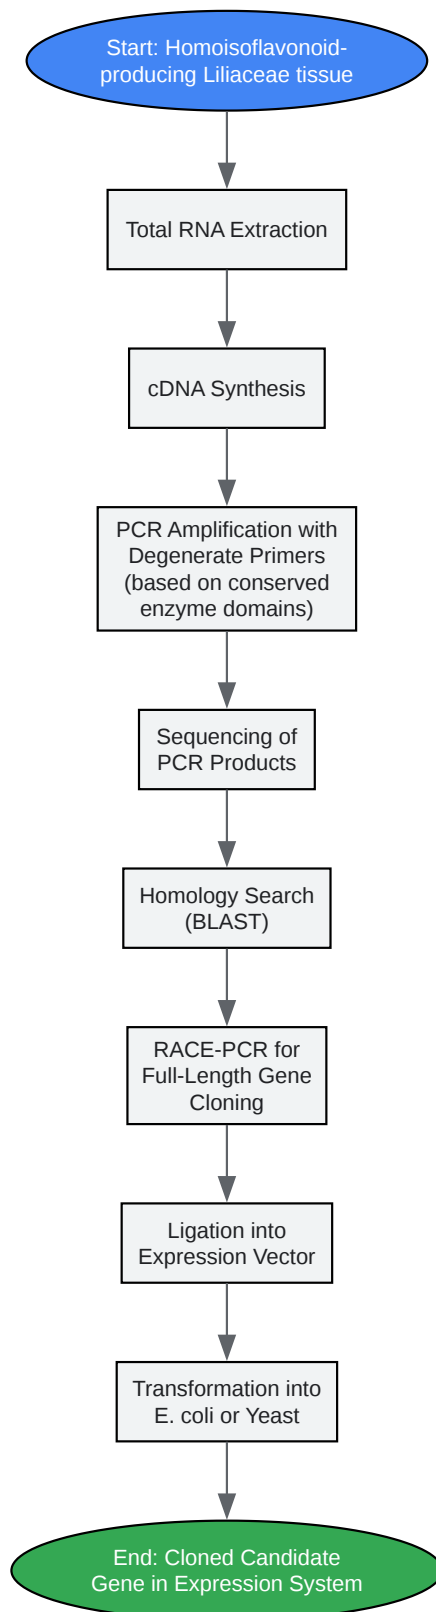 Start: Homoisoflavonoid-
producing Liliaceae tissue
Total RNA Extraction
cDNA Synthesis
PCR Amplification with
Degenerate Primers
(based on conserved
enzyme domains)
Sequencing of
PCR Products
Homology Search
(BLAST)
RACE-PCR for
Full-Length Gene
Cloning
Ligation into
Expression Vector
Transformation into
E. coli or Yeast
End: Cloned Candidate
Gene in Expression System